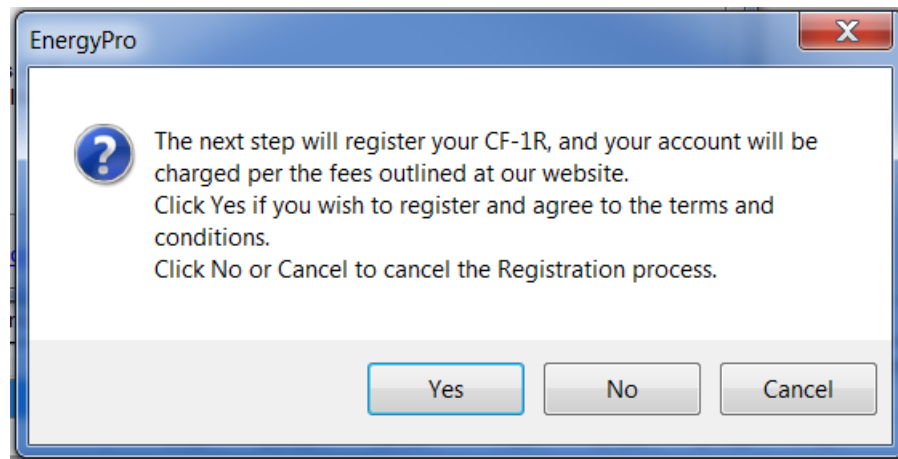 EnergyPro
The next step will register your CF-1R, and your account will be
charged per the fees outlined at our website.
Click Yes if you wish to register and agree to the terms and
conditions.
Click No or Cancel to cancel the Registration process.
Yes No Cancel